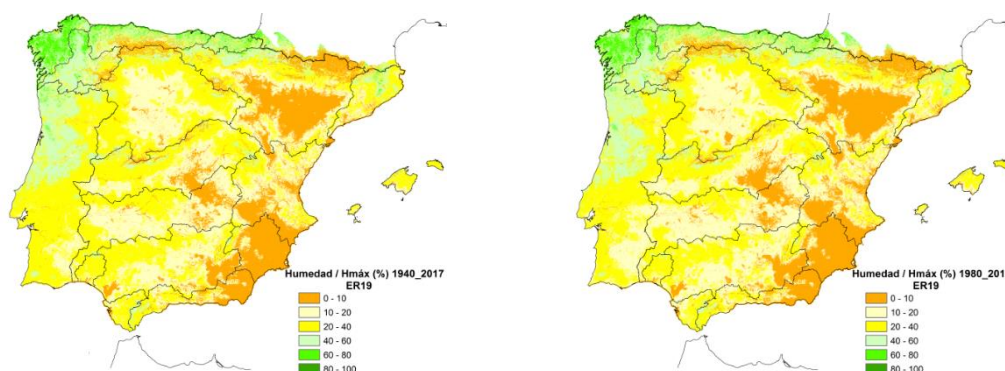 Humedad / Hmáx (%) 1940_2017
ER19
0 - 10
10 - 20
20 - 40
40 - 60
60 - 80
80 - 100
Humedad / Hmáx (%) 1980_201
ER19
0 - 10
10 - 20
20 - 40
40 - 60
60 - 80
80 - 100